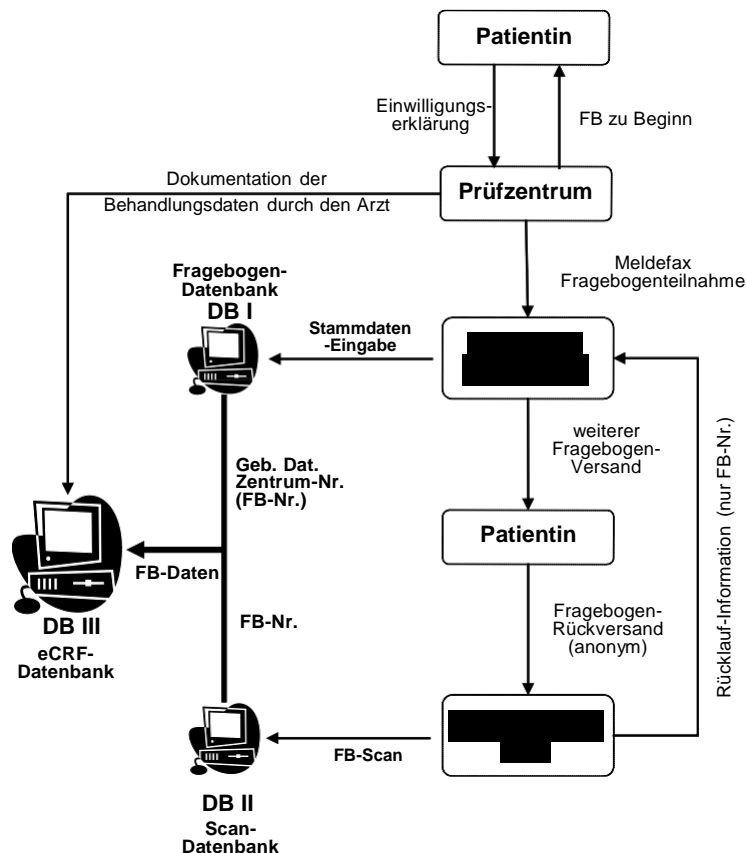 Patientin
Einwilligungs-
erklärung
FB zu Beginn
Prüfzentrum
Dokumentation der
Behandlungsdaten durch den Arzt
Meldefax
Fragebogenteilnahme
Fragebogen-
Datenbank
DB I
Stammdaten
-Eingabe
weiterer
Fragebogen-
Versand
Geb. Dat.
Zentrum-Nr.
(FB-Nr.)
Patientin
FB-Daten
Rücklauf-Information (nur FB-Nr.)
DB III
eCRF-
Datenbank
FB-Nr.
Fragebogen-
Rückversand
(anonym)
FB-Scan
DB II
Scan-
Datenbank